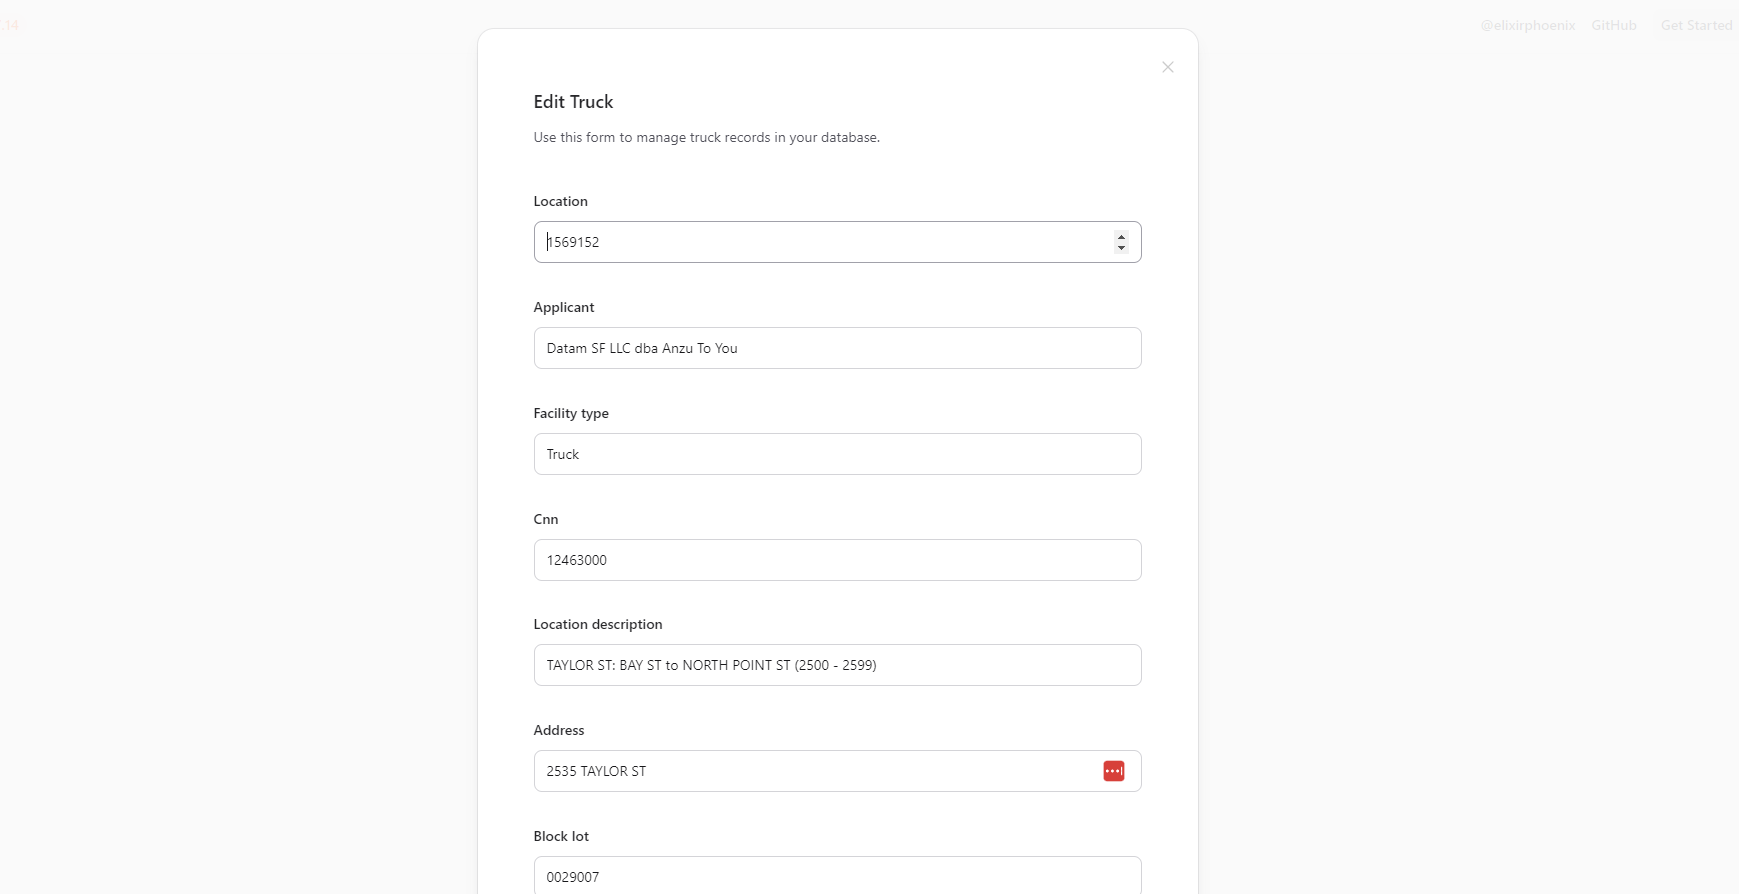 .14
@elixirphoenix GitHub Get Started
Edit Truck
Use this form to manage truck records in your database.
Location
1569152
Applicant
Datam SF LLC dba Anzu To You
Facility type
Truck
Cnn
12463000
Location description
TAYLOR ST: BAY ST to NORTH POINT ST (2500 - 2599)
Address
2535 TAYLOR ST
Block lot
0029007